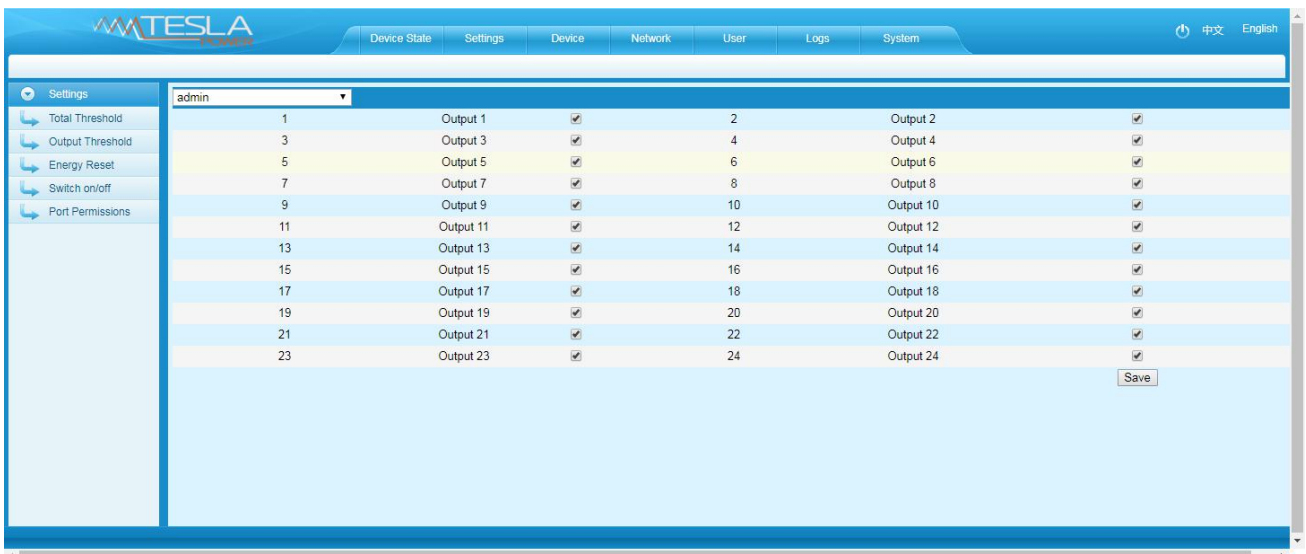 TESLA
POWER
Device State Settings Device Network User Logs System
中文 English
Settings
Total Threshold
Output Threshold
Energy Reset
Switch on/off
Port Permissions
admin
1 Output 1 2 Output 2
3 Output 3 4 Output 4
5 Output 5 6 Output 6
7 Output 7 8 Output 8
9 Output 9 10 Output 10
11 Output 11 12 Output 12
13 Output 13 14 Output 14
15 Output 15 16 Output 16
17 Output 17 18 Output 18
19 Output 19 20 Output 20
21 Output 21 22 Output 22
23 Output 23 24 Output 24
Save